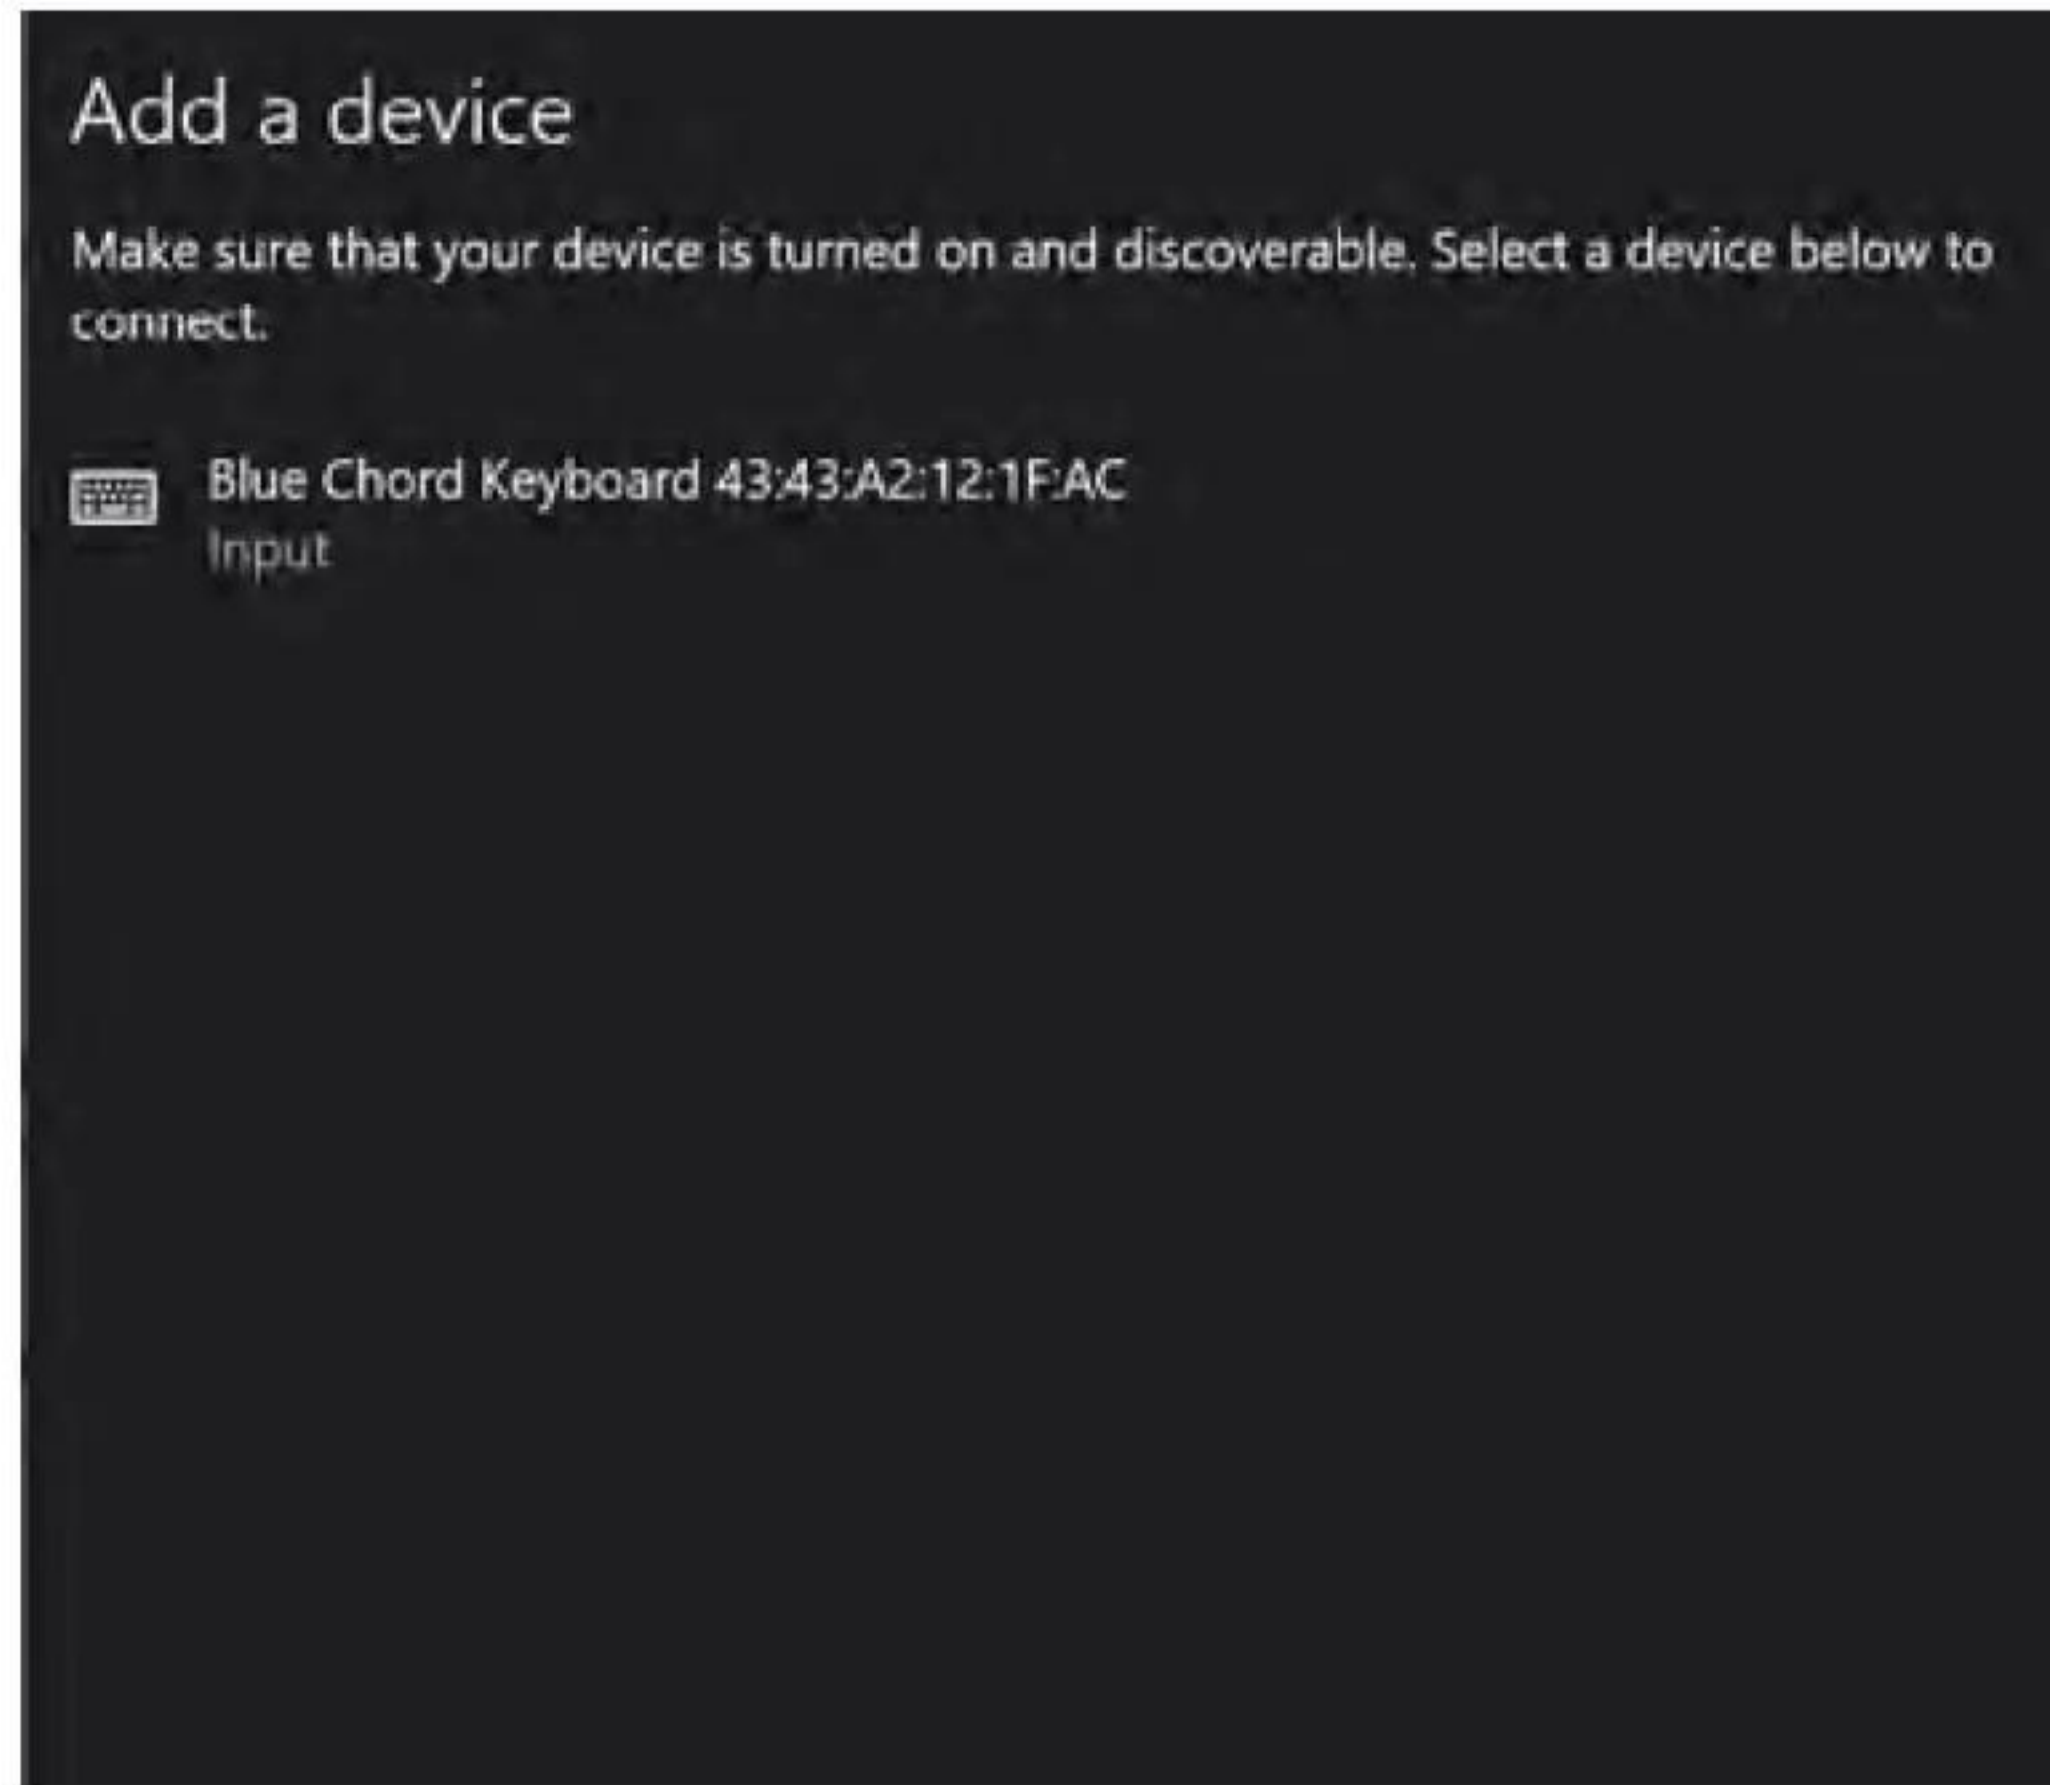 Add a device
Make sure that your device is turned on and discoverable. Select a device below to
connect.
Blue Chord Keyboard 43:43:A2:12:1F:AC
Input